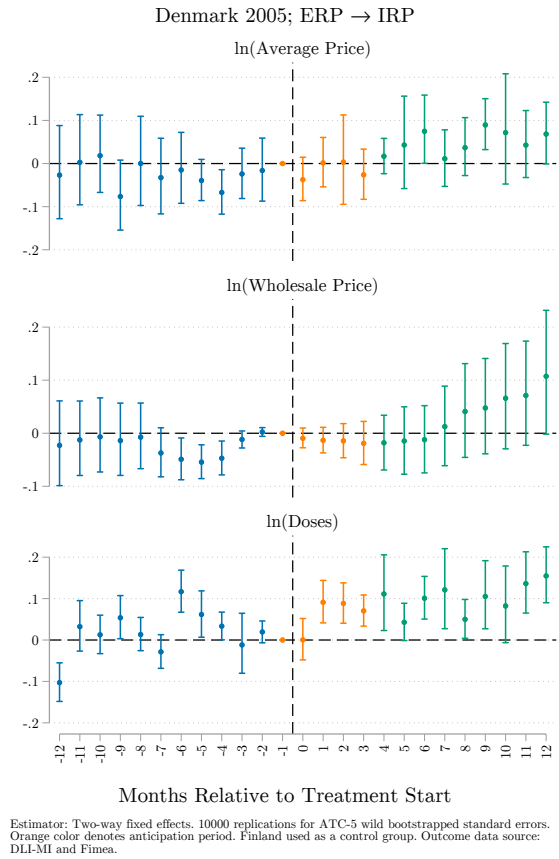 Denmark 2005; ERP → IRP
ln(Average Price)
.2
.1
0
-.1
-.2
ln(Wholesale Price)
.2
.1
0
-.1
ln(Doses)
.2
.1
0
-.1
-.2
-12 -11 -10 -9 -8 -7 -6 -5 -4 -3 -2 -1 0 1 2 3 4 5 6 7 8 9 10 11 12
Months Relative to Treatment Start
Estimator: Two-way fixed effects. 10000 replications for ATC-5 wild bootstrapped standard errors.
Orange color denotes anticipation period. Finland used as a control group. Outcome data source:
DLI-MI and Fimea.